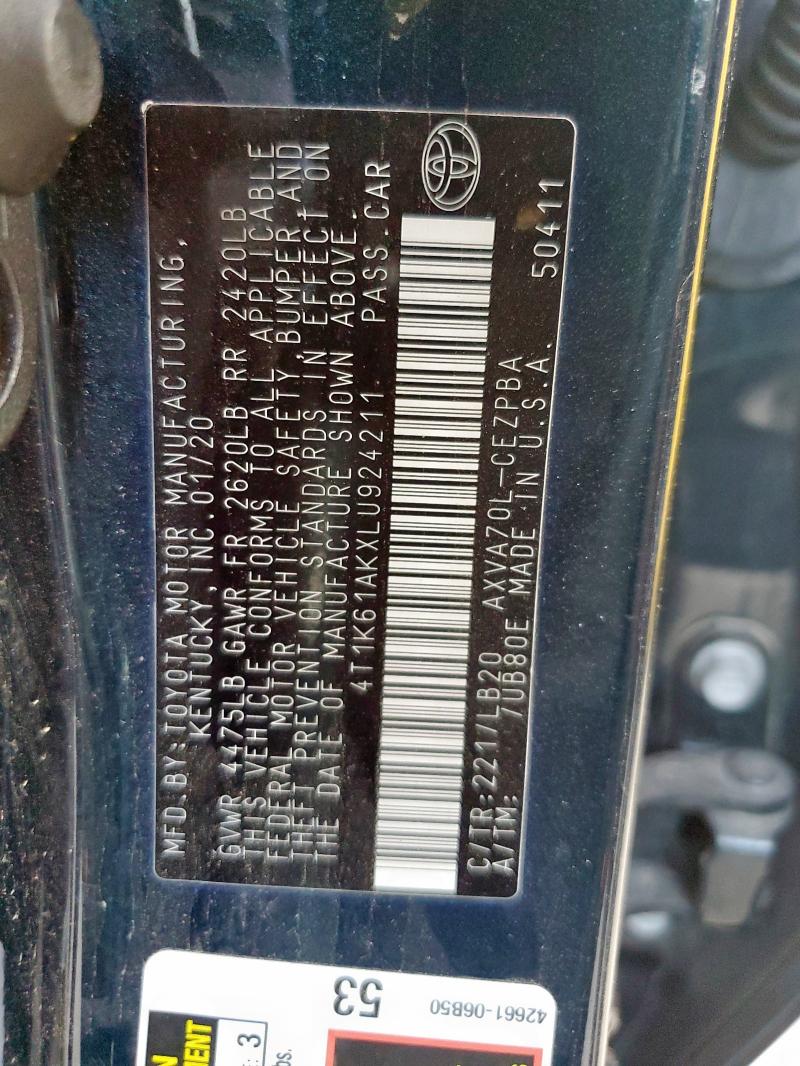 MFD.BY:TOYOTA MOTOR MANUFACTURING,
KENTUCKY, INC. 01/20
GVWR 4475LB GAWR FR 2620LB RR 2420LB
THIS VEHICLE CONFORMS TO ALL APPLICABLE
FEDERAL MOTOR VEHICLE SAFETY, BUMPER, AND
THEFT PREVENTION STANDARDS IN EFFECT ON
THE DATE OF MANUFACTURE SHOWN ABOVE.
4T1K61AKXLU924211 PASS.CAR
C/TR:221/LB20 AXVA70L-CEZPBA
A/TM: 7UB80E MADE IN U.S.A. 50411
53
42661-06B50
: 3